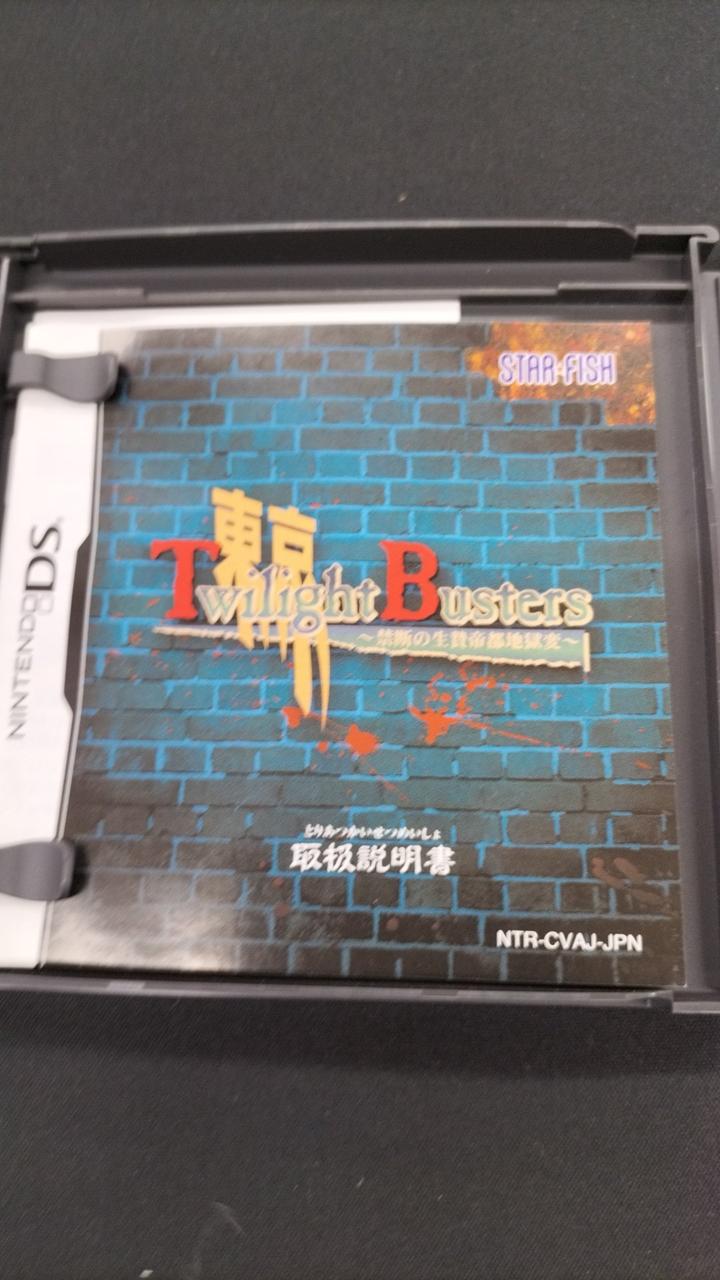 STAR·FISH
NINTENDO DS
東京
Twilight Busters
〜禁断の生贄帝都地獄変〜
とりあつかいせつめいしょ
取扱説明書
NTR-CVAJ-JPN